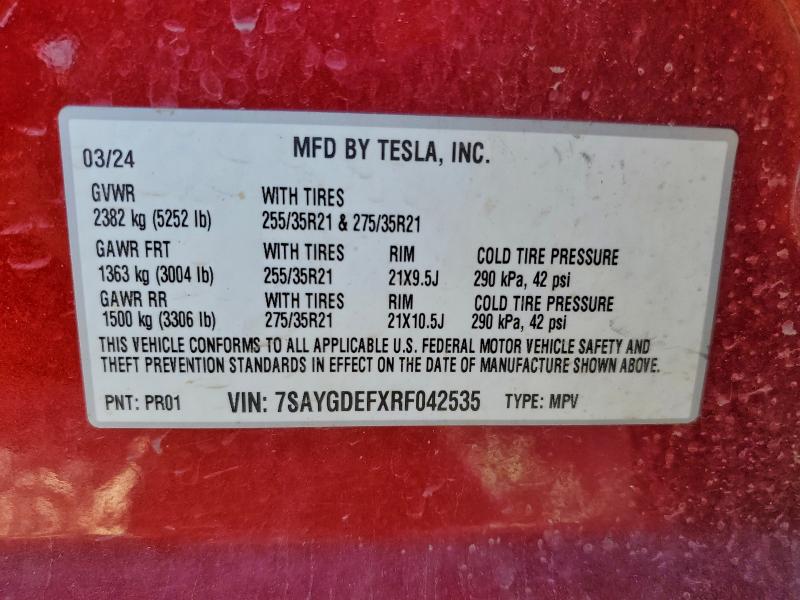 03/24 MFD BY TESLA, INC.
GVWR WITH TIRES
2382 kg (5252 lb) 255/35R21 & 275/35R21
GAWR FRT WITH TIRES RIM COLD TIRE PRESSURE
1363 kg (3004 lb) 255/35R21 21X9.5J 290 kPa, 42 psi
GAWR RR WITH TIRES RIM COLD TIRE PRESSURE
1500 kg (3306 lb) 275/35R21 21X10.5J 290 kPa, 42 psi
THIS VEHICLE CONFORMS TO ALL APPLICABLE U.S. FEDERAL MOTOR VEHICLE SAFETY AND
THEFT PREVENTION STANDARDS IN EFFECT ON THE DATE OF MANUFACTURE SHOWN ABOVE.
PNT: PR01 VIN: 7SAYGDEFXRF042535 TYPE: MPV